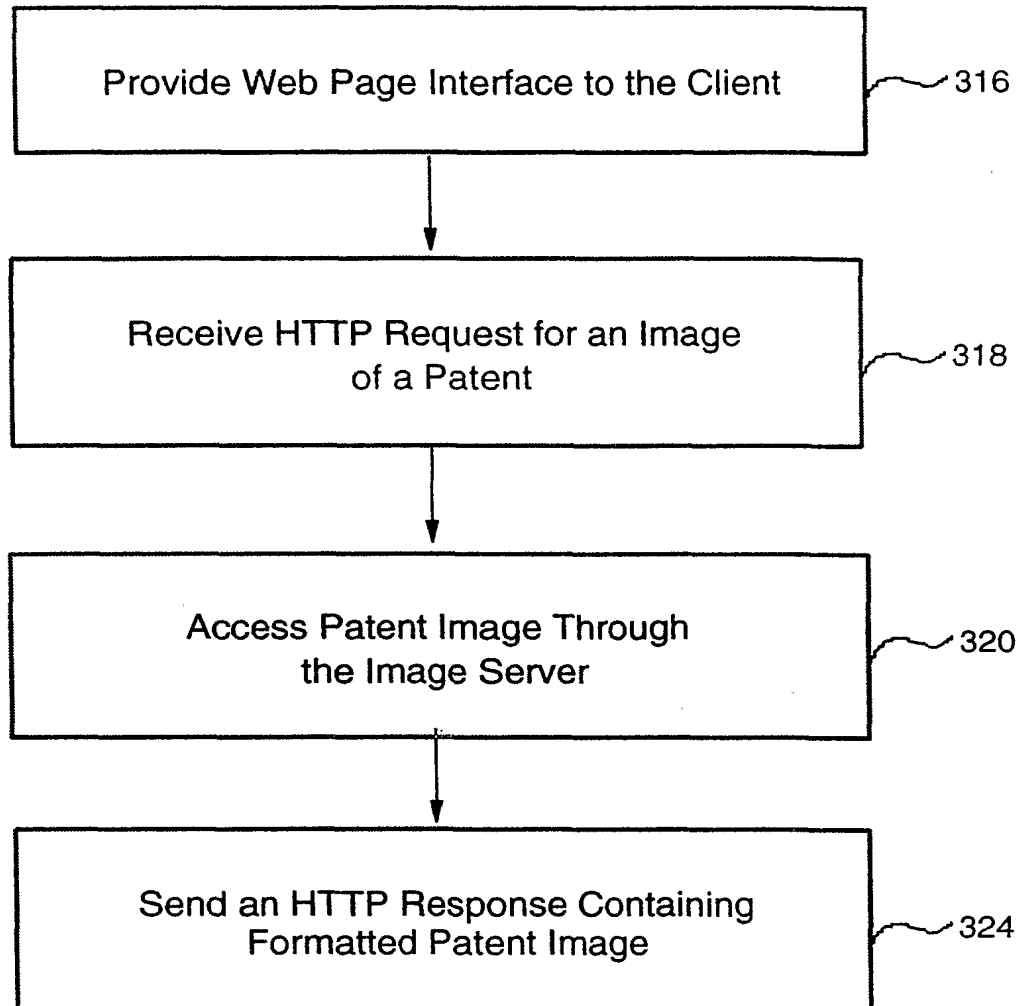 Provide Web Page Interface to the Client
316
Receive HTTP Request for an Image
of a Patent
318
Access Patent Image Through
the Image Server
320
Send an HTTP Response Containing
Formatted Patent Image
324